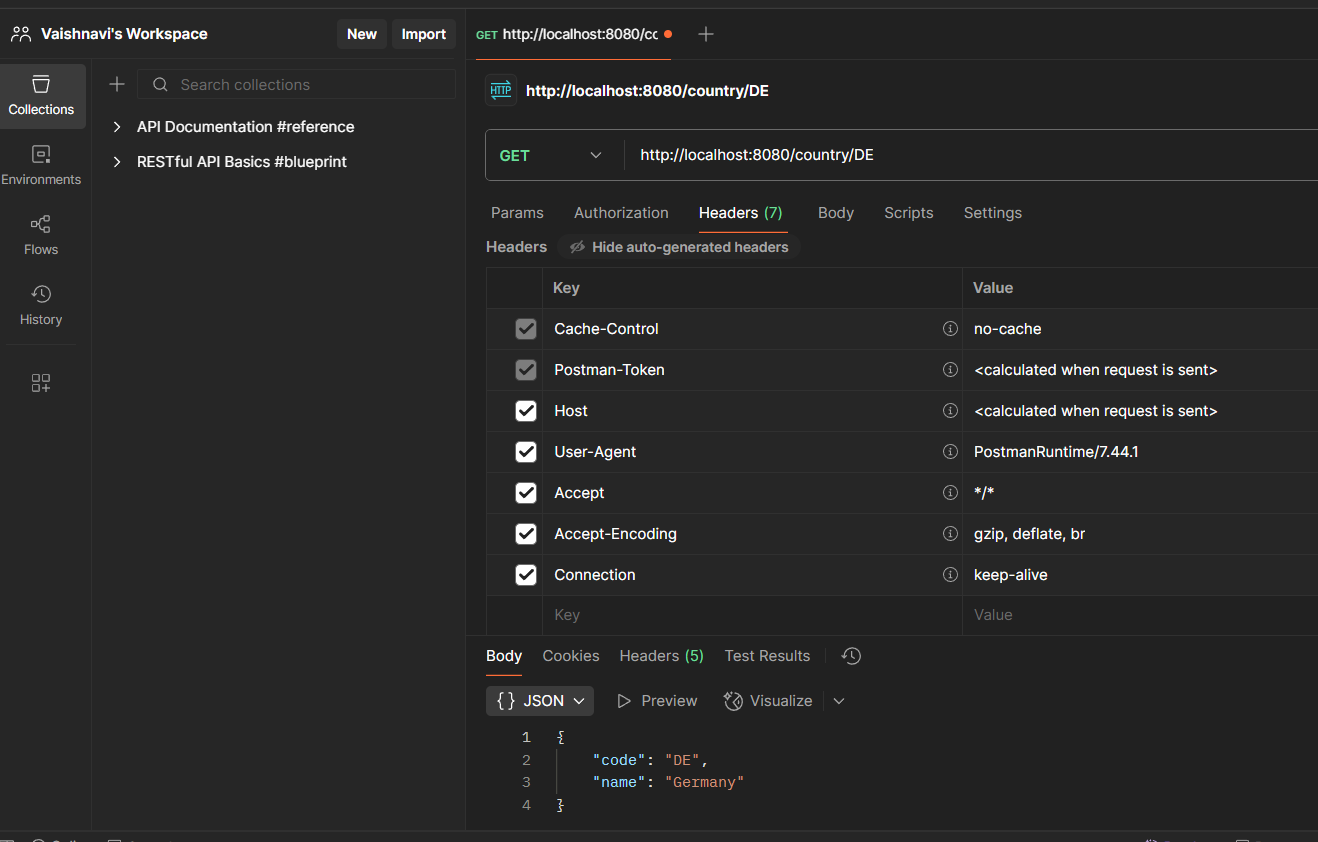 Vaishnavi's Workspace
New
Import
GET http://localhost:8080/cc
Collections
Search collections
API Documentation #reference
RESTful API Basics #blueprint
Environments
Flows
History
HTTP
http://localhost:8080/country/DE
GET
http://localhost:8080/country/DE
Params Authorization Headers (7) Body Scripts Settings
Headers Hide auto-generated headers
Key Value
Cache-Control no-cache
Postman-Token <calculated when request is sent>
Host <calculated when request is sent>
User-Agent PostmanRuntime/7.44.1
Accept */*
Accept-Encoding gzip, deflate, br
Connection keep-alive
Key Value
Body Cookies Headers (5) Test Results
{} JSON Preview Visualize
1 {
2 "code": "DE",
3 "name": "Germany"
4 }